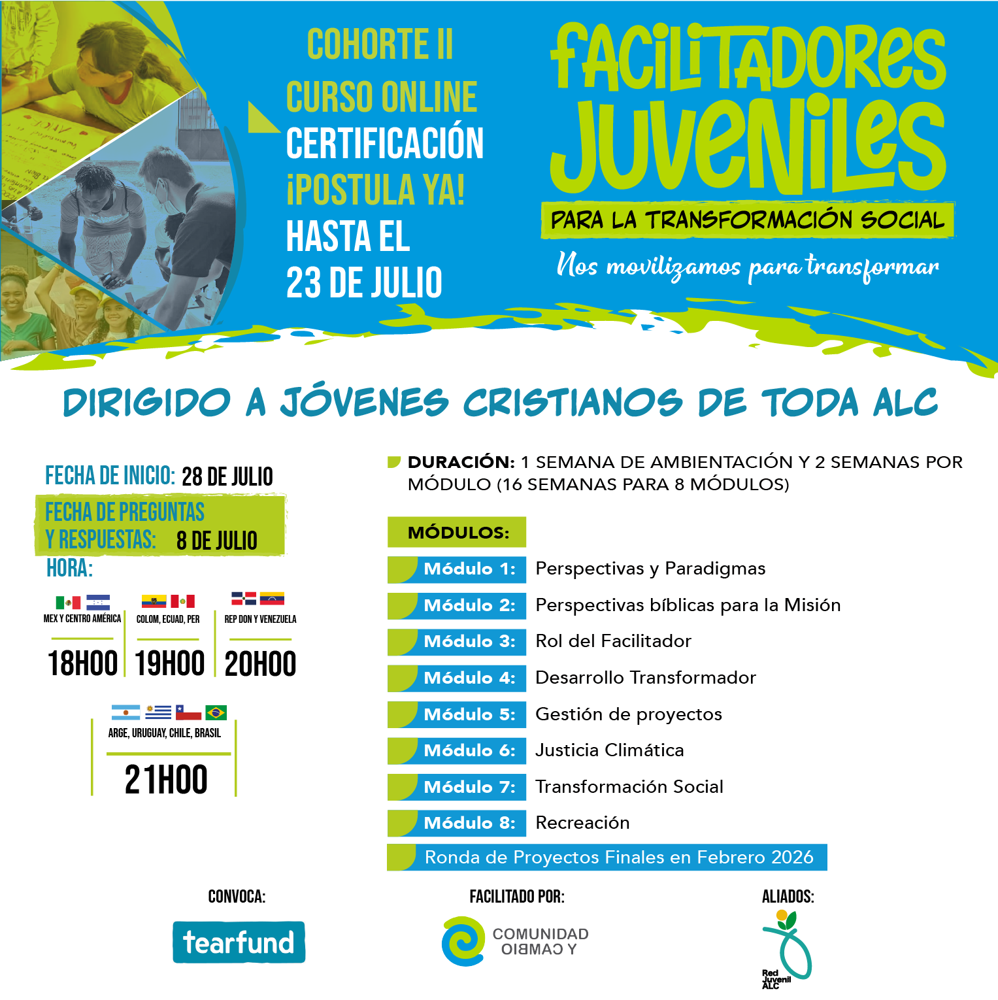 COHORTE II
CURSO ONLINE
CERTIFICACIÓN
¡POSTULA YA!
HASTA EL
23 DE JULIO
FACILITADORES
JUVENILES
PARA LA TRANSFORMACIÓN SOCIAL
Nos movilizamos para transformar
DIRIGIDO A JÓVENES CRISTIANOS DE TODA ALC
FECHA DE INICIO: 28 DE JULIO
FECHA DE PREGUNTAS
Y RESPUESTAS: 8 DE JULIO
HORA:
MEX Y CENTRO AMÉRICA
18H00
COLOM, ECUAD, PER
19H00
REP DON Y VENEZUELA
20H00
ARGE, URUGUAY, CHILE, BRASIL
21H00
DURACIÓN: 1 SEMANA DE AMBIENTACIÓN Y 2 SEMANAS POR
MÓDULO (16 SEMANAS PARA 8 MÓDULOS)
MÓDULOS:
Módulo 1: Perspectivas y Paradigmas
Módulo 2: Perspectivas bíblicas para la Misión
Módulo 3: Rol del Facilitador
Módulo 4: Desarrollo Transformador
Módulo 5: Gestión de proyectos
Módulo 6: Justicia Climática
Módulo 7: Transformación Social
Módulo 8: Recreación
Ronda de Proyectos Finales en Febrero 2026
CONVOCA:
tearfund
FACILITADO POR:
COMUNIDAD
Y CAMBIO
ALIADOS:
Red
Juvenil
ALC